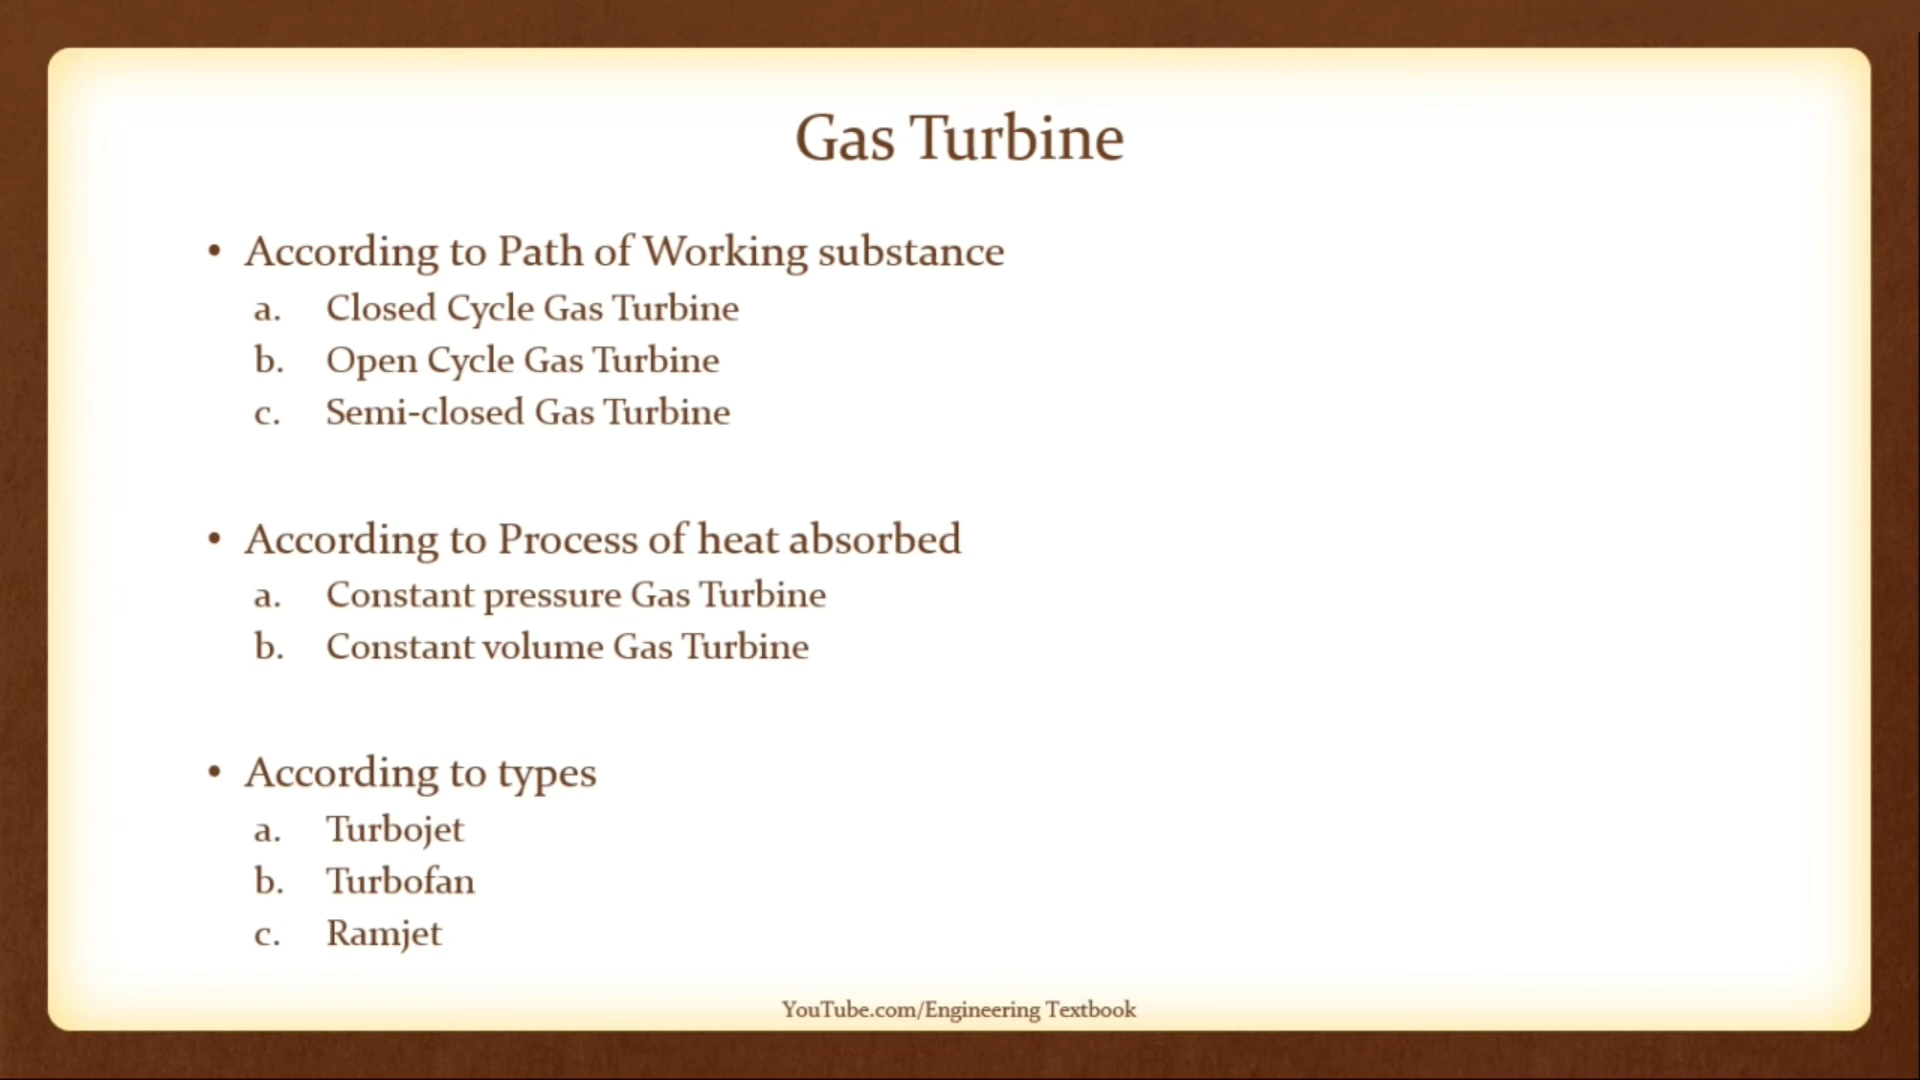 Gas Turbine
• According to Path of Working substance
a. Closed Cycle Gas Turbine
b. Open Cycle Gas Turbine
c. Semi-closed Gas Turbine
• According to Process of heat absorbed
a. Constant pressure Gas Turbine
b. Constant volume Gas Turbine
• According to types
a. Turbojet
b. Turbofan
c. Ramjet
YouTube.com/Engineering Textbook